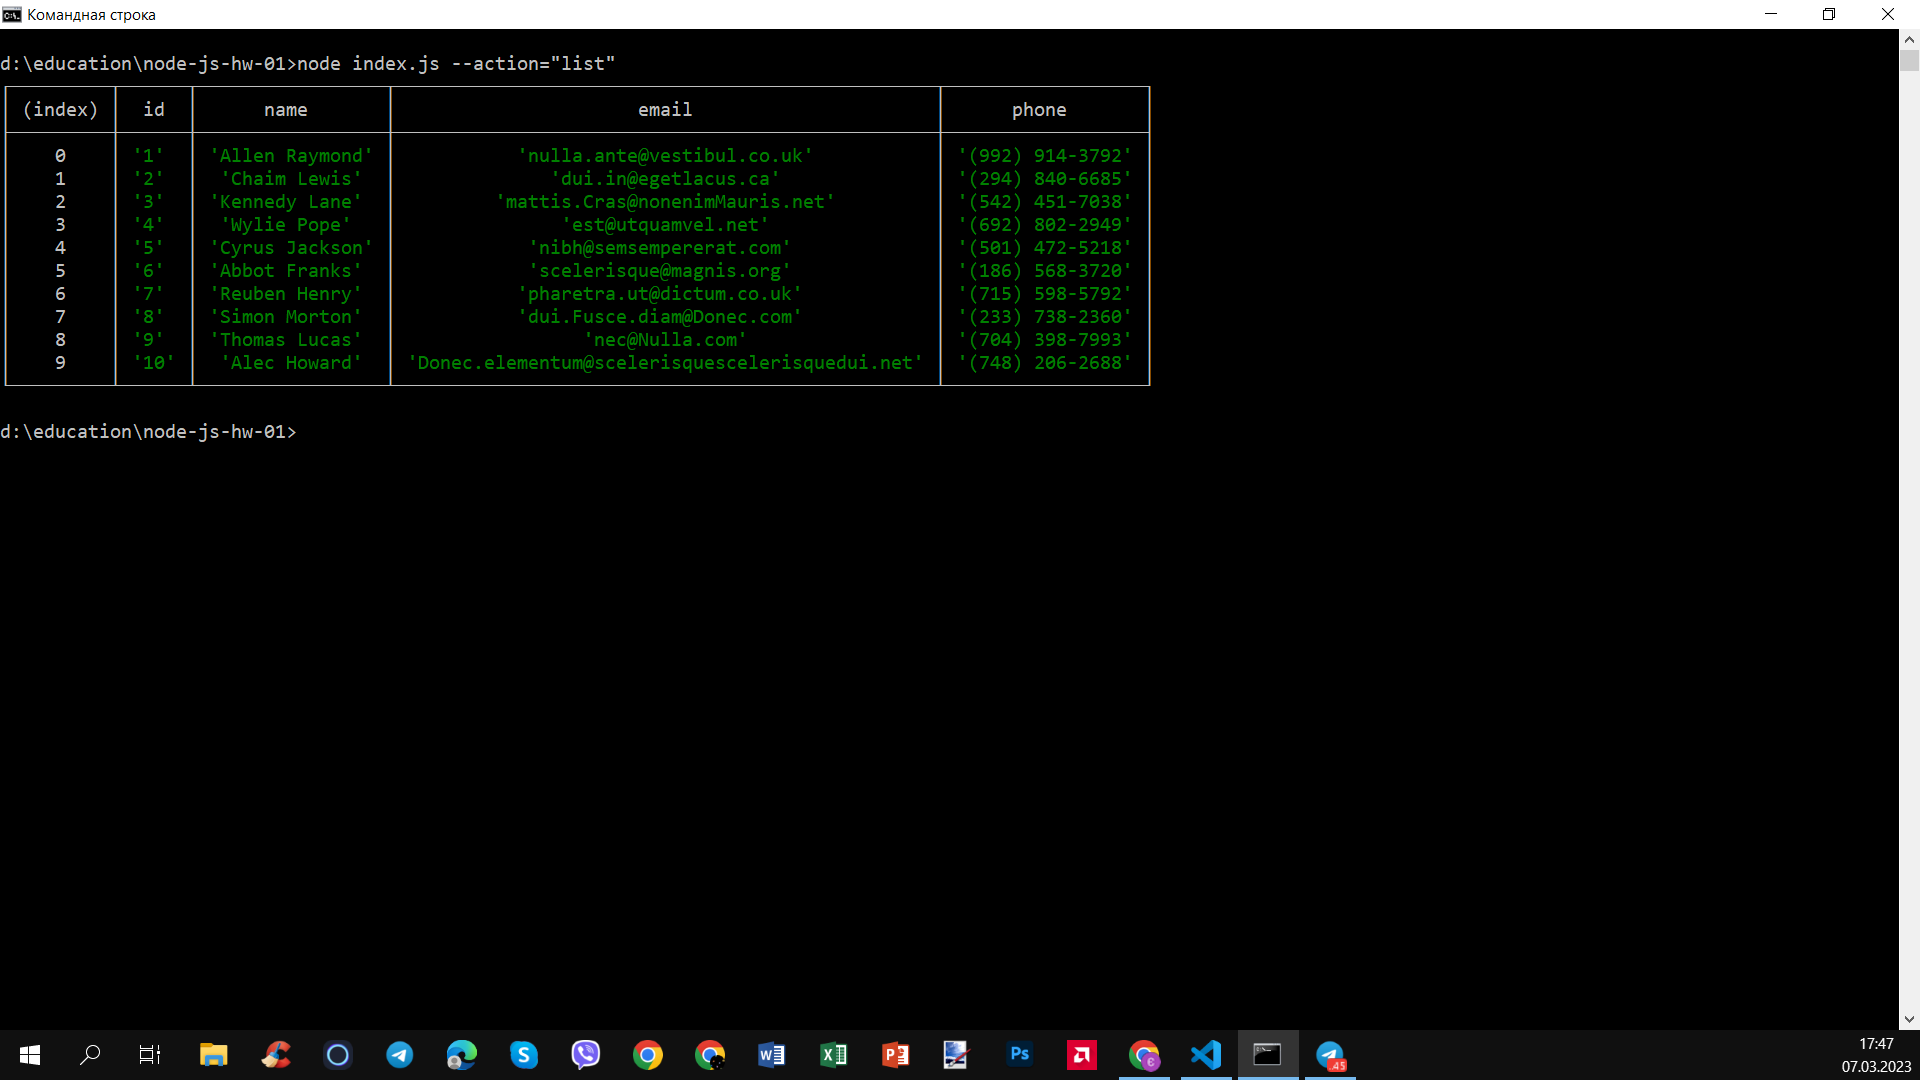 Командная строка
d:\education\node-js-hw-01>node index.js --action="list"
(index) id name email phone
0 '1' 'Allen Raymond' 'nulla.ante@vestibul.co.uk' '(992) 914-3792'
1 '2' 'Chaim Lewis' 'dui.in@egetlacus.ca' '(294) 840-6685'
2 '3' 'Kennedy Lane' 'mattis.Cras@nonenimMauris.net' '(542) 451-7038'
3 '4' 'Wylie Pope' 'est@utquamvel.net' '(692) 802-2949'
4 '5' 'Cyrus Jackson' 'nibh@semsempererat.com' '(501) 472-5218'
5 '6' 'Abbot Franks' 'scelerisque@magnis.org' '(186) 568-3720'
6 '7' 'Reuben Henry' 'pharetra.ut@dictum.co.uk' '(715) 598-5792'
7 '8' 'Simon Morton' 'dui.Fusce.diam@Donec.com' '(233) 738-2360'
8 '9' 'Thomas Lucas' 'nec@Nulla.com' '(704) 398-7993'
9 '10' 'Alec Howard' 'Donec.elementum@scelerisquescelerisquedui.net' '(748) 206-2688'
d:\education\node-js-hw-01>
17:47
07.03.2023